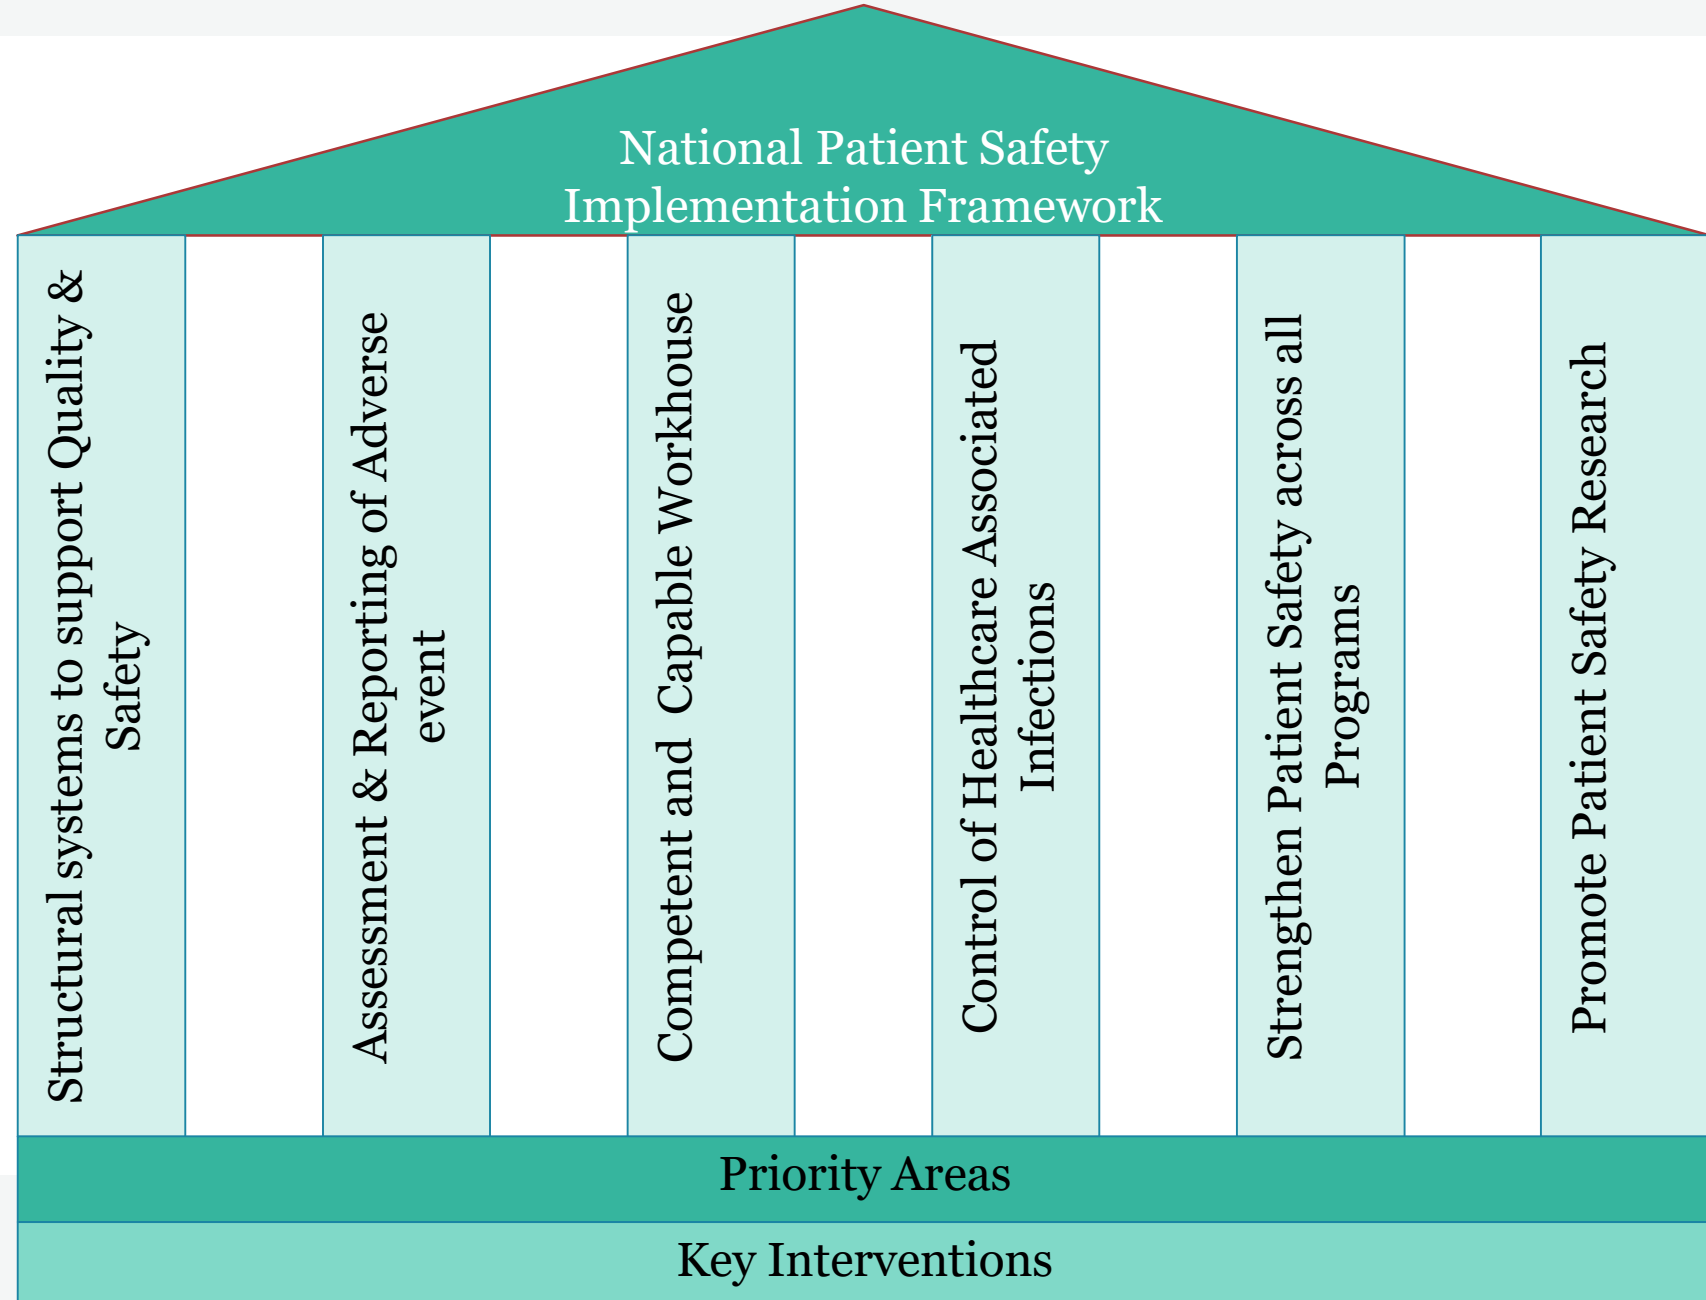 National Patient Safety
Implementation Framework
Structural systems to support Quality &
Safety
Assessment & Reporting of Adverse
event
Competent and  Capable Workhouse
Control of Healthcare Associated
Infections
Strengthen Patient Safety across all
Programs
Promote Patient Safety Research
Priority Areas
Key Interventions